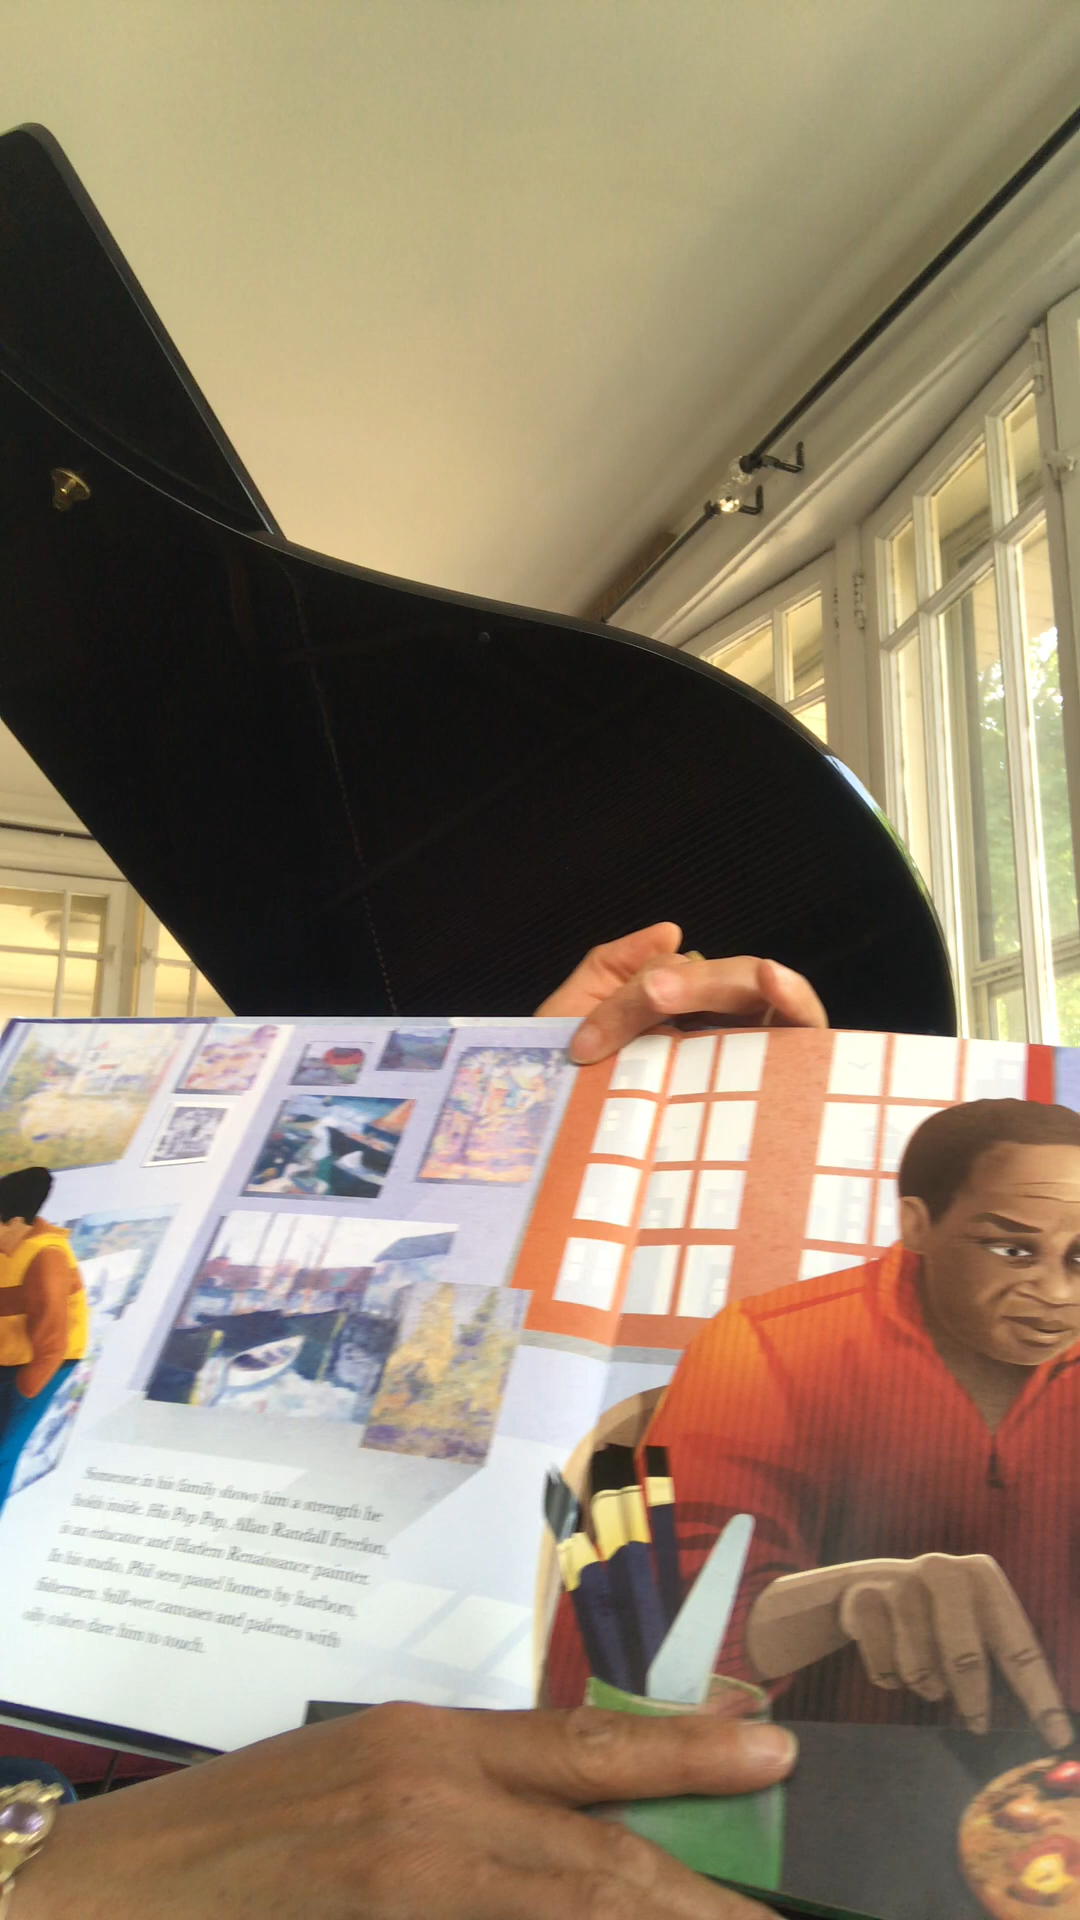 Someone in his family shows him a strength he
holds inside. His Pop Pop, Allan Randall Freelon,
is an educator and Harlem Renaissance painter.
In his studio, Phil sees pastel homes by harbors,
fishermen. Still-wet canvases and palettes with
oily colors dare him to touch.